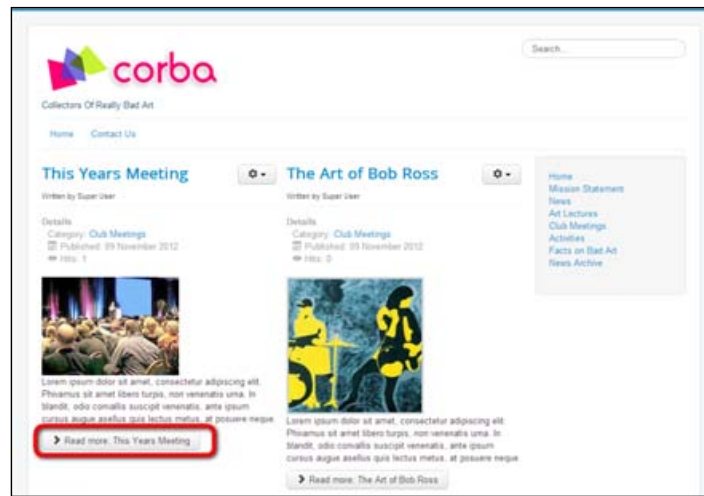 corba
Search...
Collectors Of Really Bad Art
Home Contact Us
This Years Meeting
Written by Super User
Details
Category: Club Meetings
Published: 09 November 2012
Hits: 1
Lorem ipsum dolor sit amet, consectetur adipiscing elit.
Phivamus sit amet libero turpis, non venenatis urna. In
blandit, odio convallis suscipit venenatis, ante ipsum
cursus augue asellus quis lectus metus, at posuere neque
Read more: This Years Meeting
The Art of Bob Ross
Written by Super User
Details
Category: Club Meetings
Published: 09 November 2012
Hits: 0
Lorem ipsum dolor sit amet, consectetur adipiscing elit.
Phivamus sit amet libero turpis, non venenatis urna. In
blandit, odio convallis suscipit venenatis, ante ipsum
cursus augue asellus quis lectus metus, at posuere neque
Read more: The Art of Bob Ross
Home
Mission Statement
News
Art Lectures
Club Meetings
Activities
Facts on Bad Art
News Archive